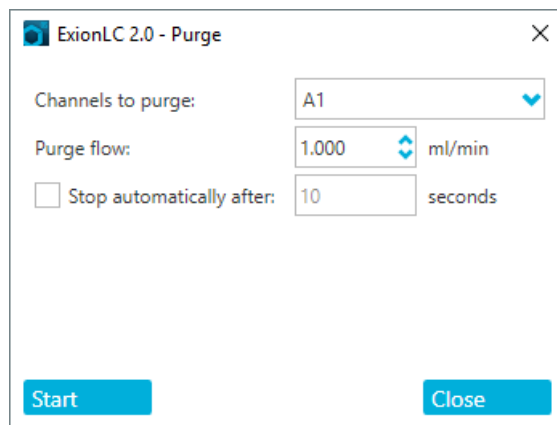 ExionLC 2.0 - Purge
Channels to purge: A1
Purge flow: 1.000 ml/min
Stop automatically after: 10 seconds
Start Close